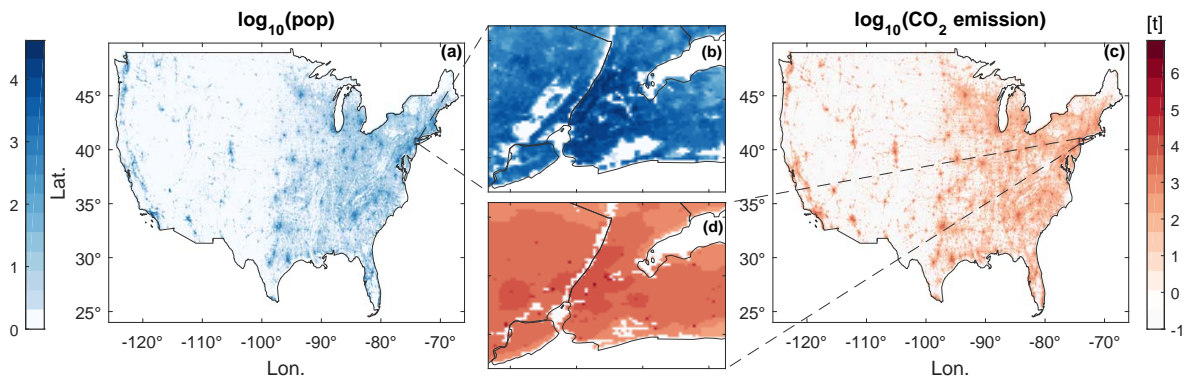 log₁₀(pop)
(a)
4
3
2
1
0
45°
40°
35°
30°
25°
Lat.
-120° -110° -100° -90° -80° -70°
Lon.
(b)
(d)
log₁₀(CO₂ emission)
(c)
45°
40°
35°
30°
25°
-120° -110° -100° -90° -80° -70°
Lon.
[t]
6
5
4
3
2
1
0
-1